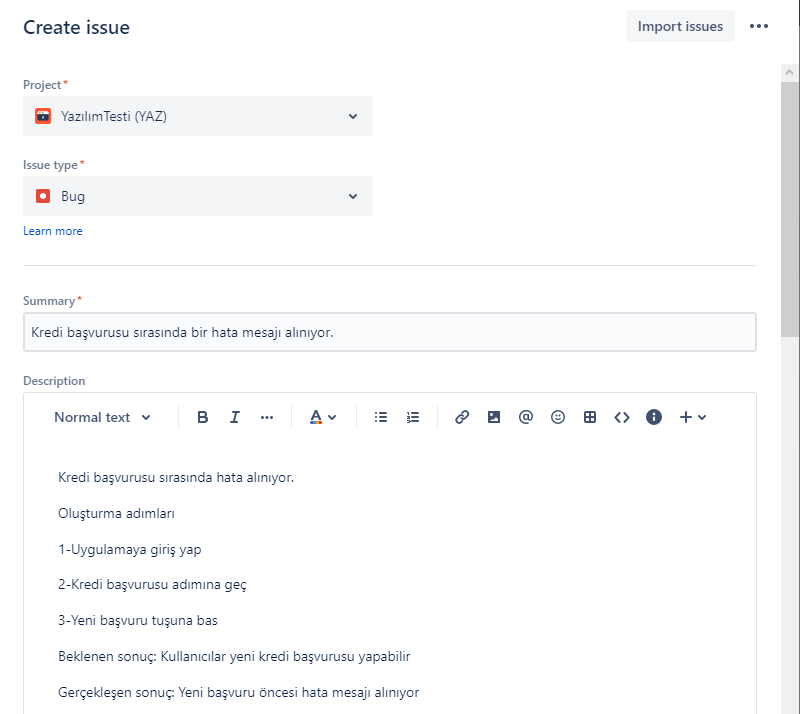 Create issue
Import issues
Project*
YazılımTesti (YAZ)
Issue type*
Bug
Learn more
Summary*
Kredi başvurusu sırasında bir hata mesajı alınıyor.
Description
Normal text B I A @
Kredi başvurusu sırasında hata alınıyor.
Oluşturma adımları
1-Uygulamaya giriş yap
2-Kredi başvurusu adımına geç
3-Yeni başvuru tuşuna bas
Beklenen sonuç: Kullanıcılar yeni kredi başvurusu yapabilir
Gerçekleşen sonuç: Yeni başvuru öncesi hata mesajı alınıyor